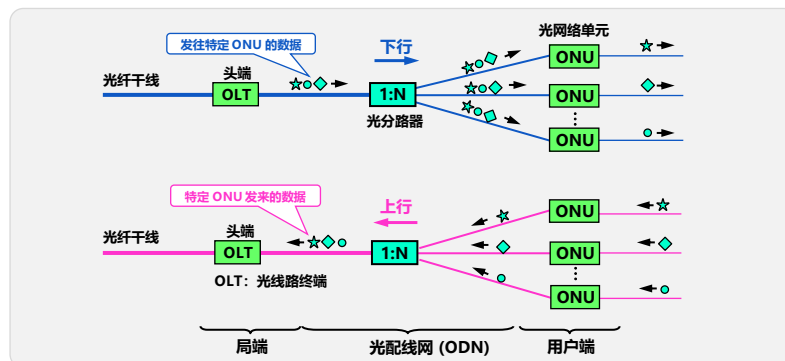 发往特定 ONU 的数据
下行
光网络单元
光纤干线
头端
OLT
1:N
光分路器
ONU
ONU
ONU
特定 ONU 发来的数据
上行
光纤干线
头端
OLT
1:N
OLT：光线路终端
ONU
ONU
ONU
局端
光配线网 (ODN)
用户端